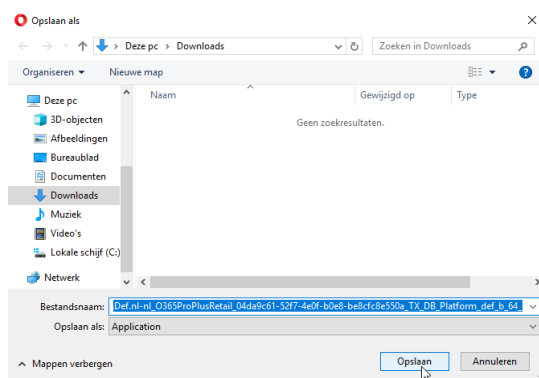 Opslaan als
Deze pc > Downloads
Zoeken in Downloads
Organiseren Nieuwe map
Naam Gewijzigd op Type
Geen zoekresultaten.
Deze pc
3D-objecten
Afbeeldingen
Bureaublad
Documenten
Downloads
Muziek
Video's
Lokale schijf (C:)
Netwerk
Bestandsnaam: Def.nl-nl_O365ProPlusRetail_04da9c61-52f7-4e0f-b0e8-be8cfc8e550a_TX_DB_Platform_def_b_64_
Opslaan als: Application
Mappen verbergen
Opslaan Annuleren